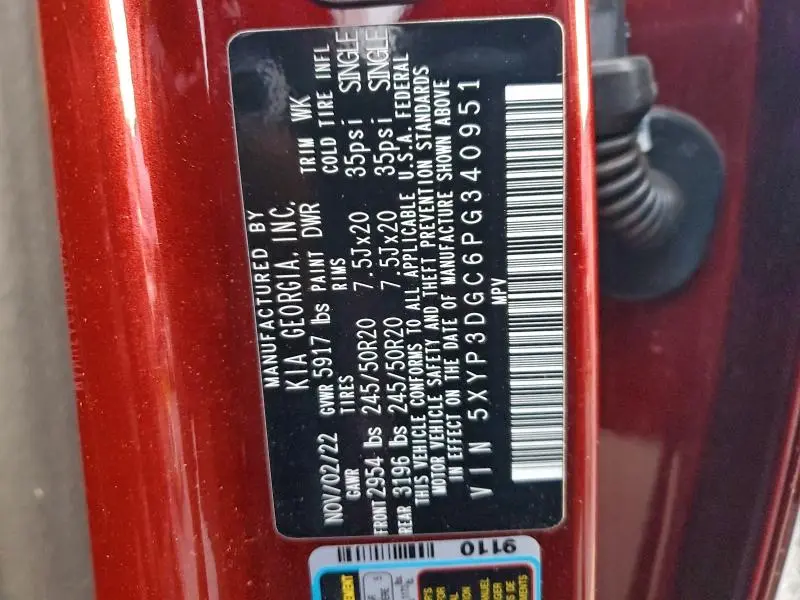 MANUFACTURED BY
KIA GEORGIA, INC.
NOV/02/22 GVWR 5917 lbs PAINT DWR TRIM WK
GAWR TIRES RIMS COLD TIRE INFL
FRONT 2954 lbs 245/50R20 7.5Jx20 35psi SINGLE
REAR 3196 lbs 245/50R20 7.5Jx20 35psi SINGLE
THIS VEHICLE CONFORMS TO ALL APPLICABLE U.S.A. FEDERAL
MOTOR VEHICLE SAFETY AND THEFT PREVENTION STANDARDS
IN EFFECT ON THE DATE OF MANUFACTURE SHOWN ABOVE
VIN 5XYP3DGC6PG340951
MPV
9110